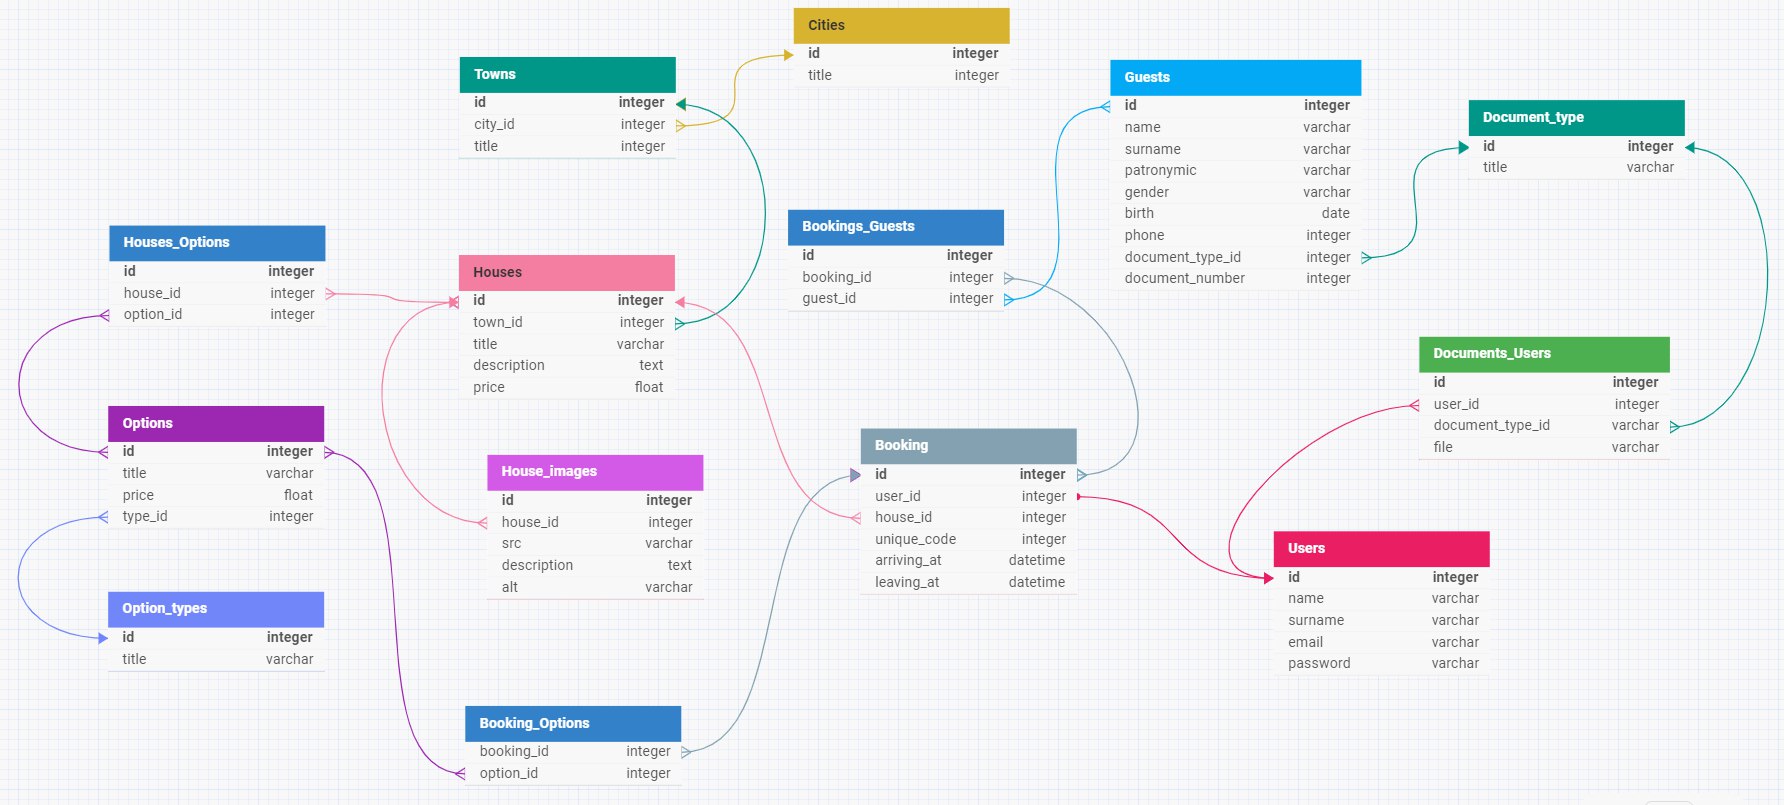 Cities
id integer
title integer
Towns
id integer
city_id integer
title integer
Guests
id integer
name varchar
surname varchar
patronymic varchar
gender varchar
birth date
phone integer
document_type_id integer
document_number integer
Document_type
id integer
title varchar
Houses_Options
id integer
house_id integer
option_id integer
Houses
id integer
town_id integer
title varchar
description text
price float
Bookings_Guests
id integer
booking_id integer
guest_id integer
Documents_Users
id integer
user_id integer
document_type_id varchar
file varchar
Options
id integer
title varchar
price float
type_id integer
House_images
id integer
house_id integer
src varchar
description text
alt varchar
Booking
id integer
user_id integer
house_id integer
unique_code integer
arriving_at datetime
leaving_at datetime
Users
id integer
name varchar
surname varchar
email varchar
password varchar
Option_types
id integer
title varchar
Booking_Options
booking_id integer
option_id integer